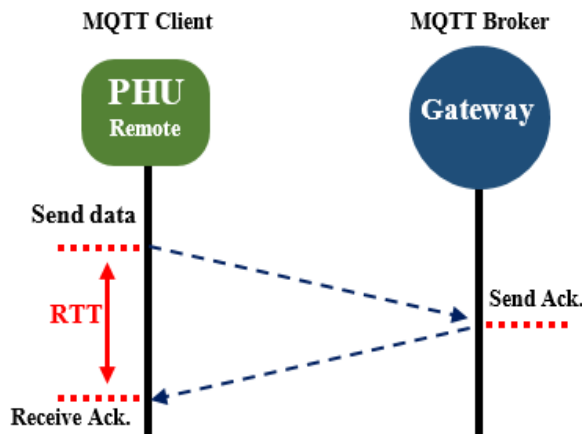 MQTT Client
MQTT Broker
PHU
Remote
Gateway
Send data
Send Ack.
RTT
Receive Ack.